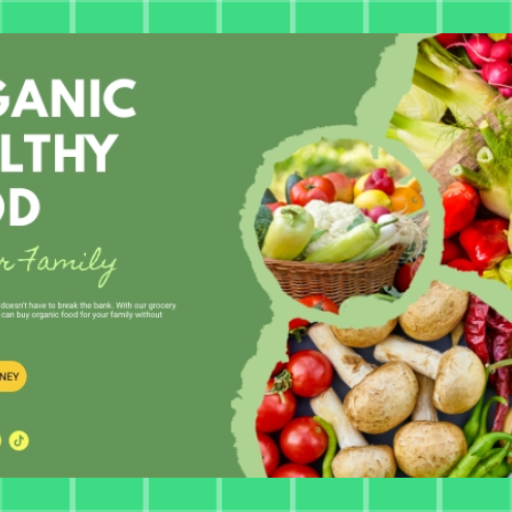 GANIC
LTHY
OD
r Family
doesn't have to break the bank. With our grocery
can buy organic food for your family without
NEY